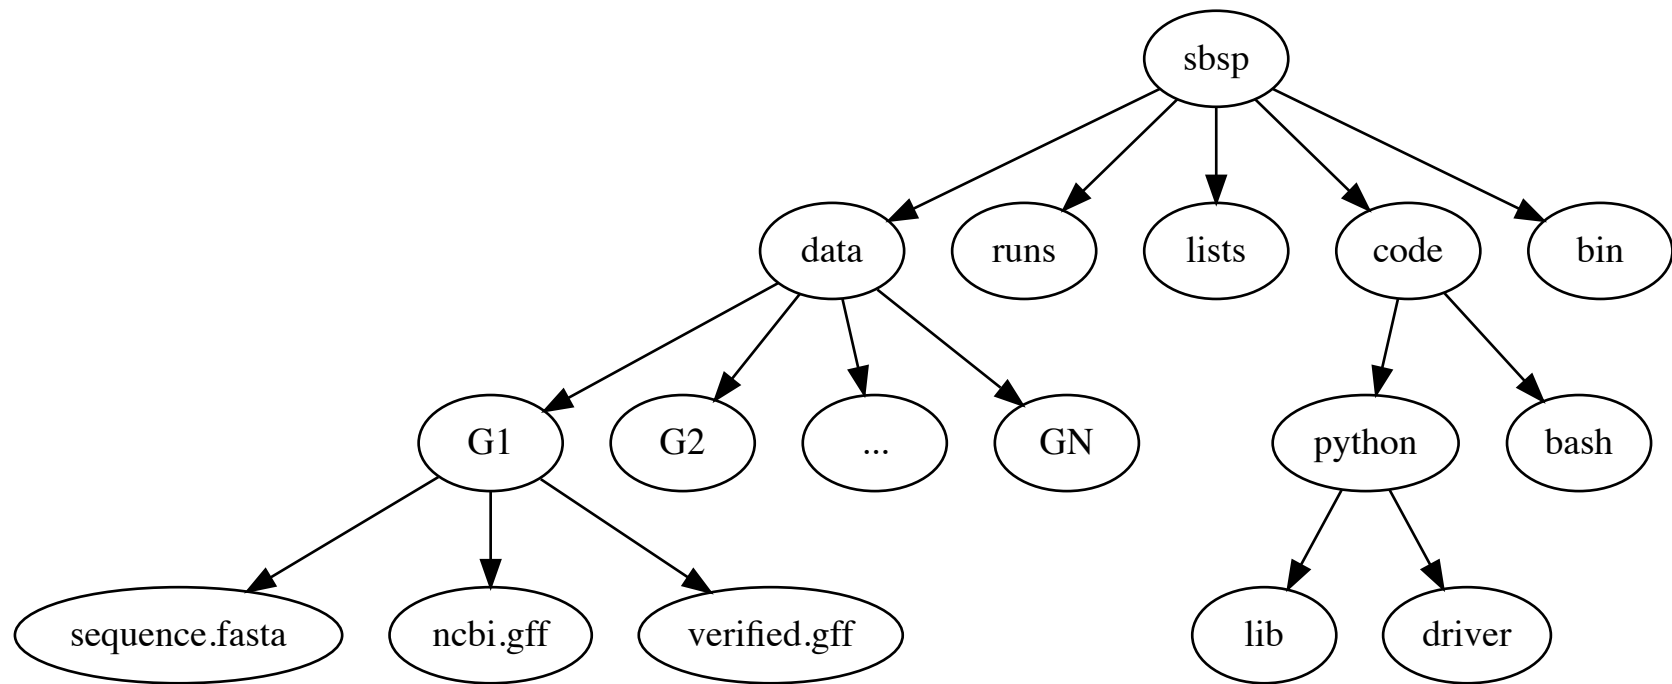 sbsp
data
runs
lists
code
bin
G1
G2
...
GN
python
bash
sequence.fasta
ncbi.gff
verified.gff
lib
driver